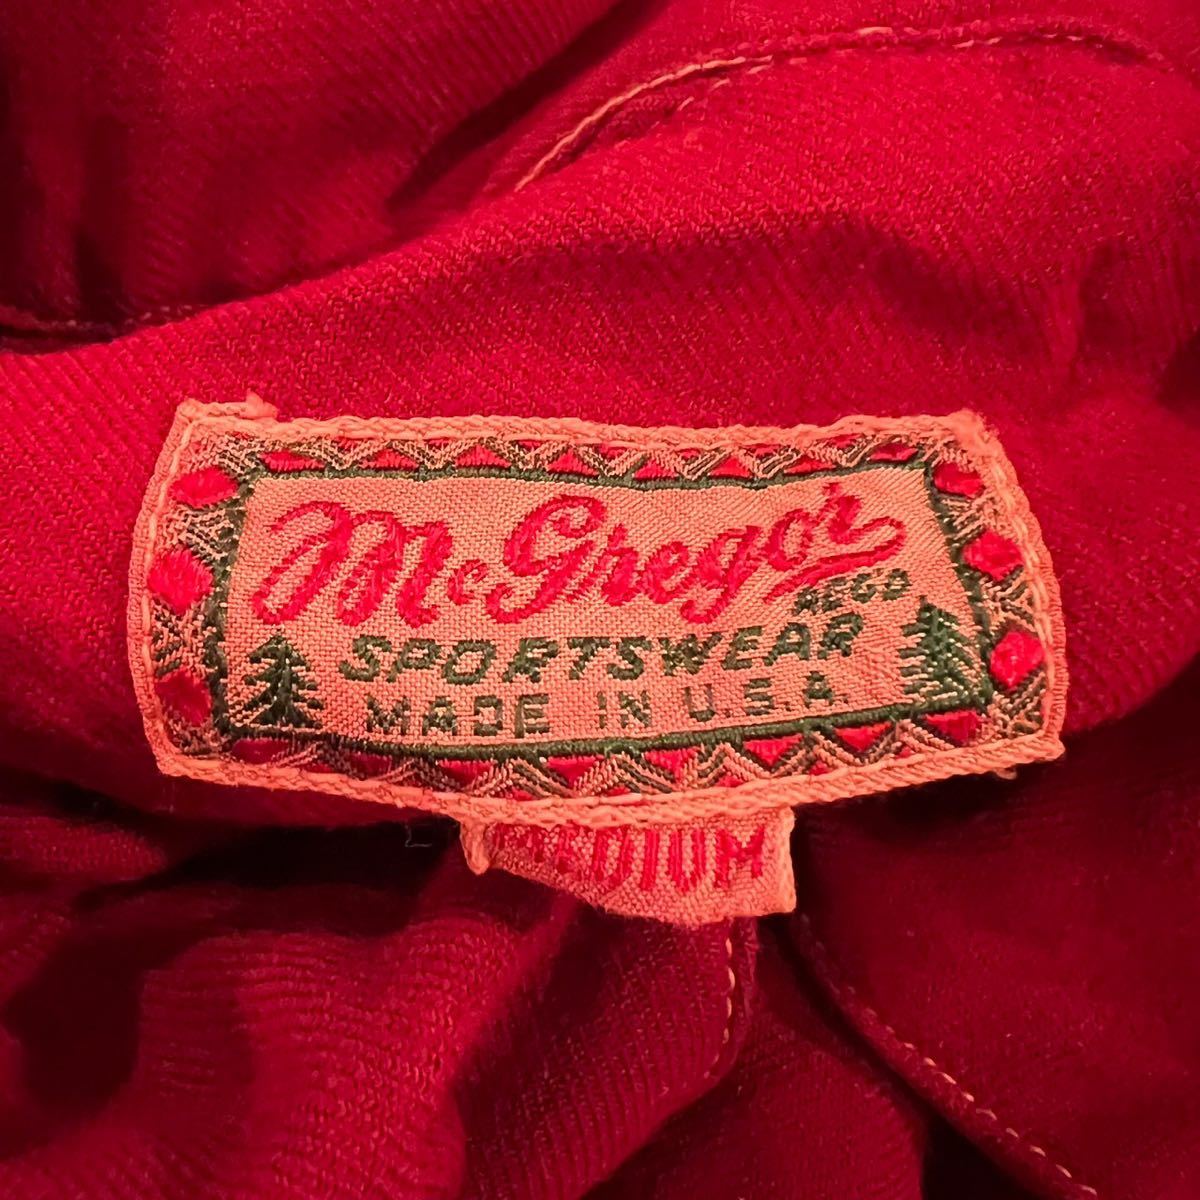 McGregor
REGD
SPORTSWEAR
MADE IN U.S.A.
MEDIUM